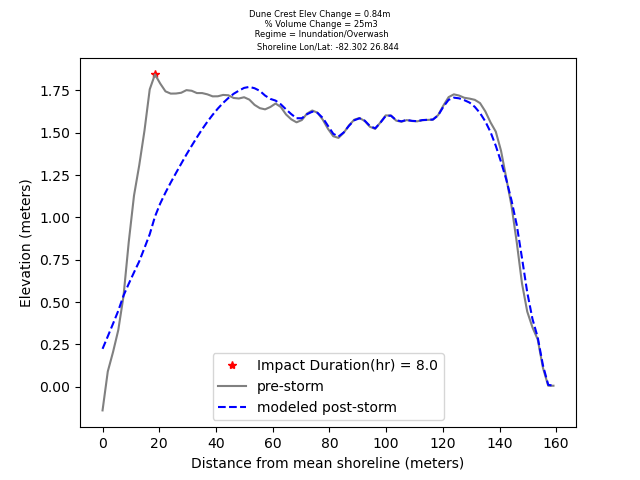 Dune Crest Elev Change = 0.84m
% Volume Change = 25m3
Regime = Inundation/Overwash
Shoreline Lon/Lat: -82.302 26.844
Elevation (meters)
1.75
1.50
1.25
1.00
0.75
0.50
0.25
0.00
Impact Duration(hr) = 8.0
pre-storm
modeled post-storm
0 20 40 60 80 100 120 140 160
Distance from mean shoreline (meters)